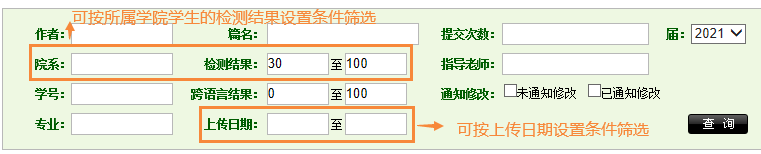 可按所属学院学生的检测结果设置条件筛选
作者： 篇名： 提交次数： 届： 2021
院系： 检测结果： 30 至 100 指导老师：
学号： 跨语言结果： 0 至 100 通知修改： 未通知修改 已通知修改
专业： 上传日期： 至 可按上传日期设置条件筛选 查 询